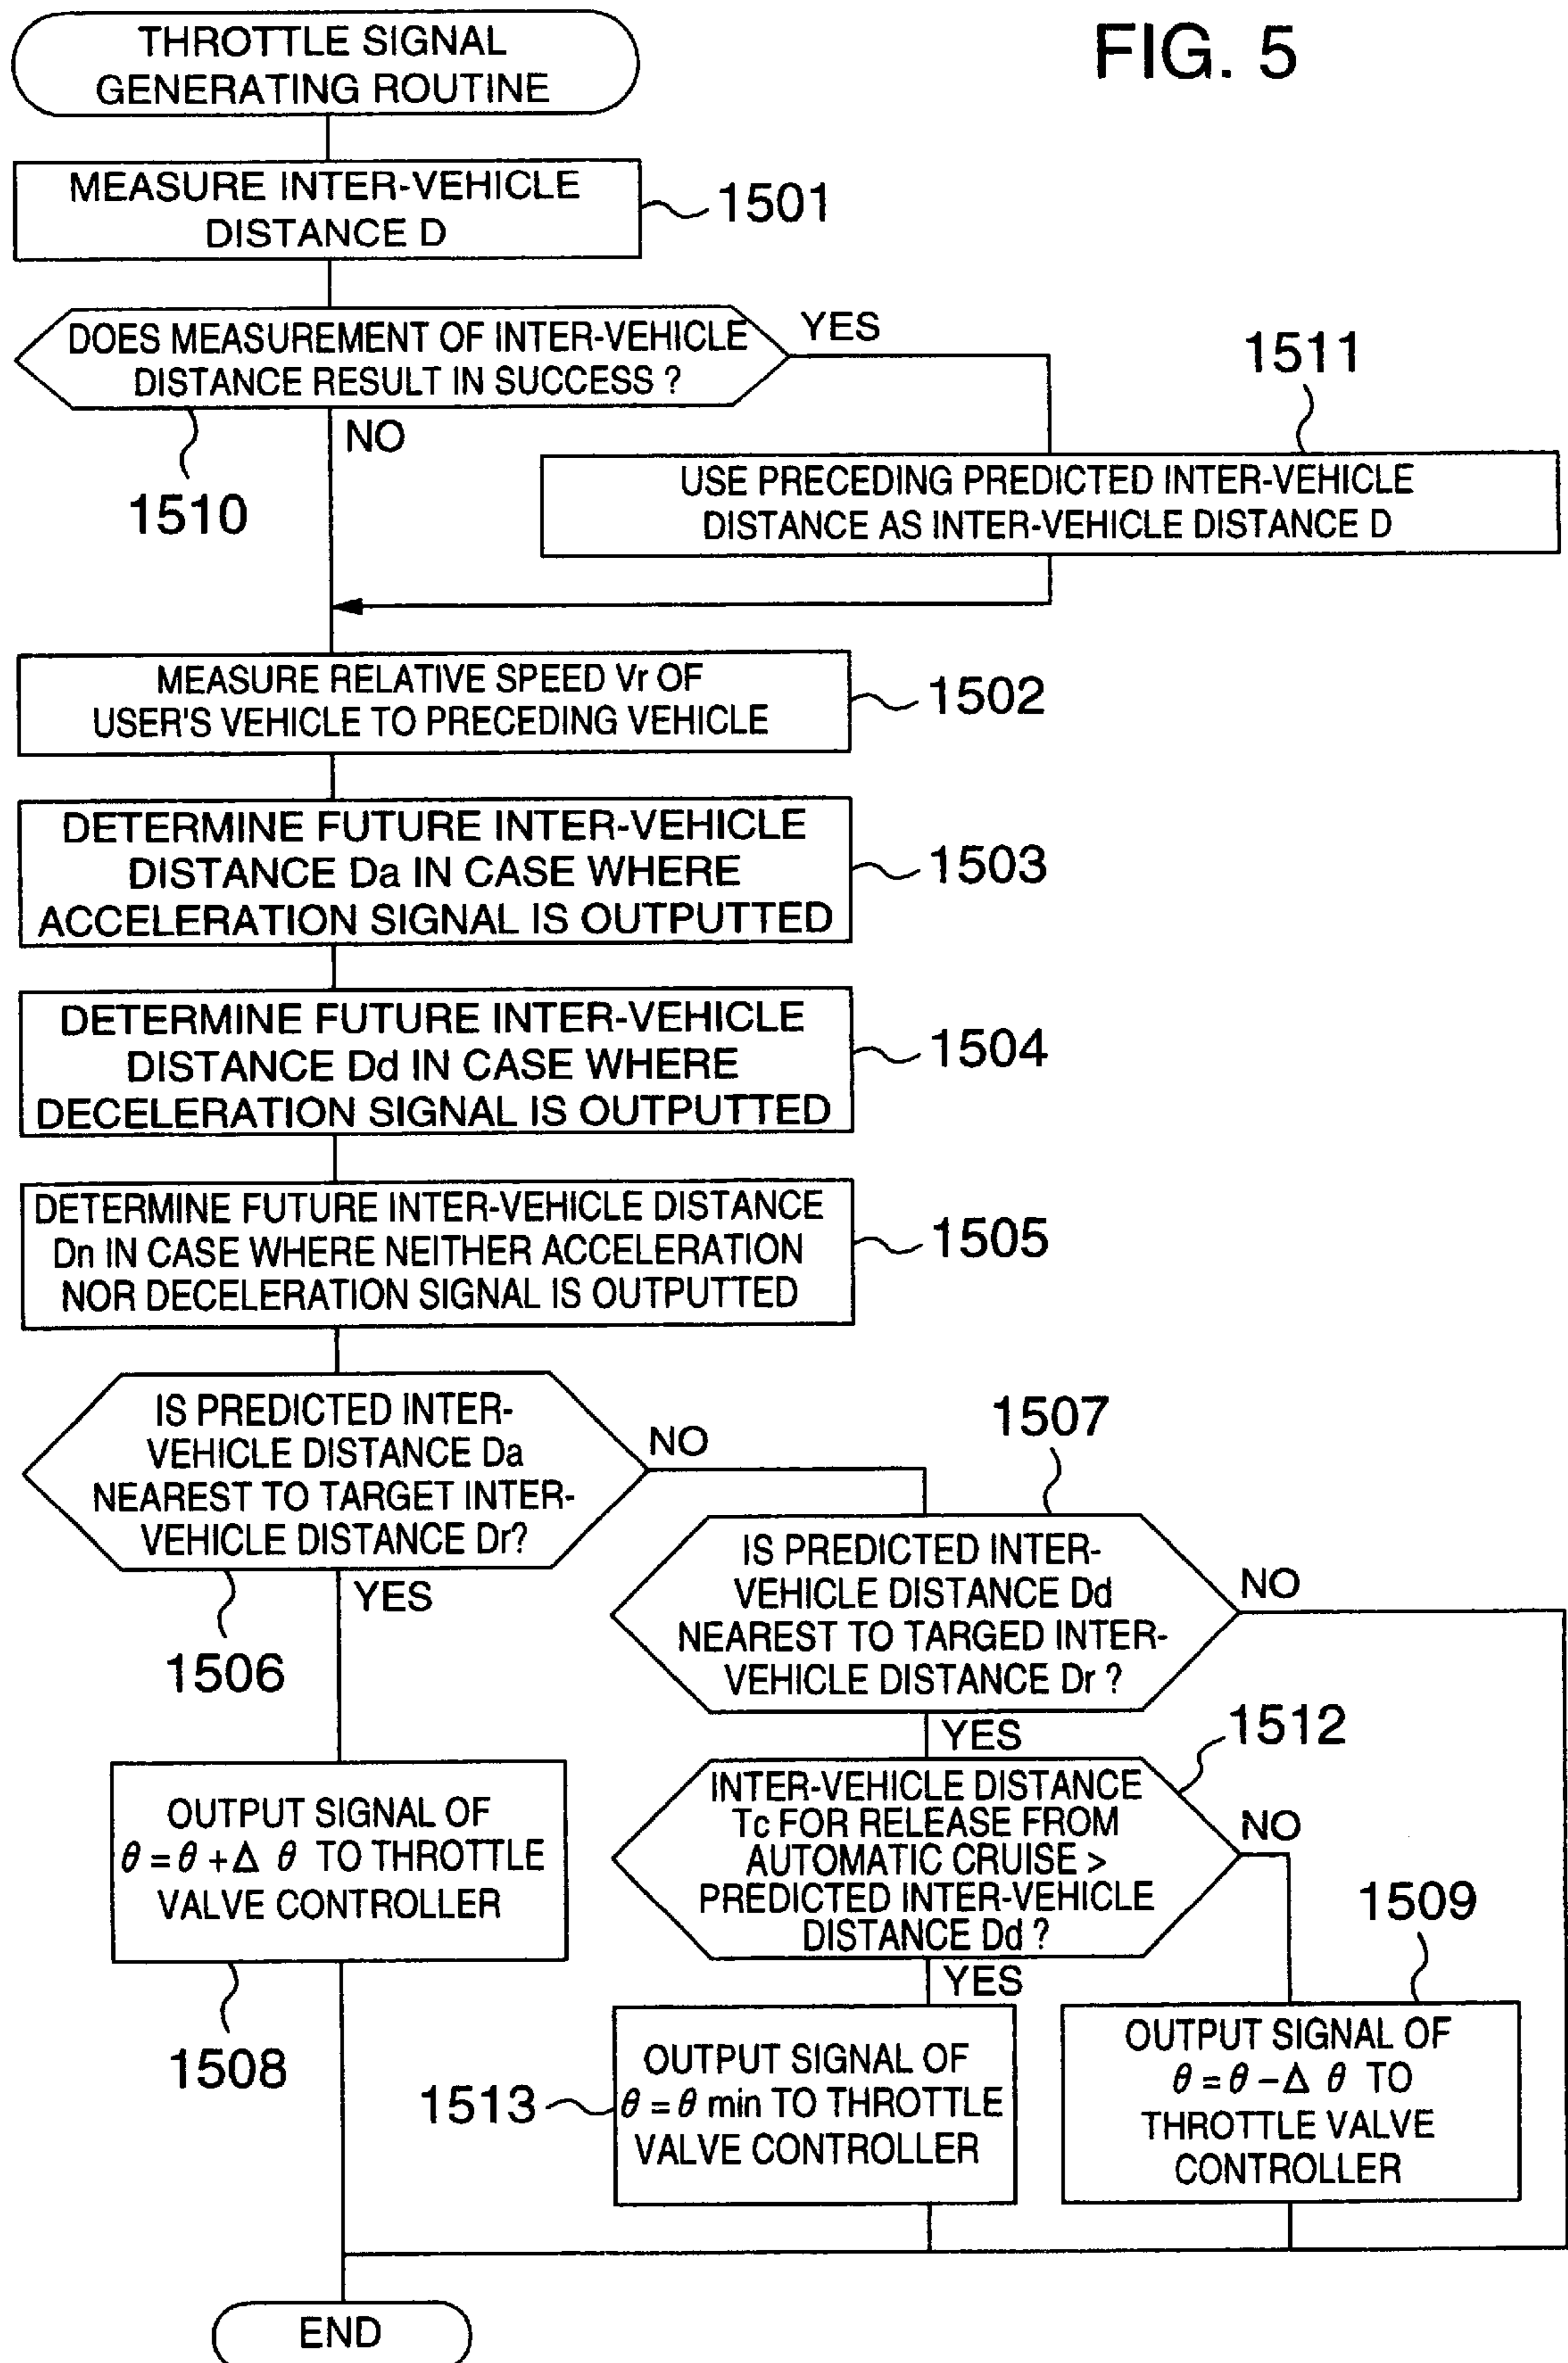 FIG. 5
THROTTLE SIGNAL
GENERATING ROUTINE
MEASURE INTER-VEHICLE
DISTANCE D
1501
DOES MEASUREMENT OF INTER-VEHICLE
DISTANCE RESULT IN SUCCESS ?
YES
NO
1510
1511
USE PRECEDING PREDICTED INTER-VEHICLE
DISTANCE AS INTER-VEHICLE DISTANCE D
MEASURE RELATIVE SPEED Vr OF
USER'S VEHICLE TO PRECEDING VEHICLE
1502
DETERMINE FUTURE INTER-VEHICLE
DISTANCE Da IN CASE WHERE
ACCELERATION SIGNAL IS OUTPUTTED
1503
DETERMINE FUTURE INTER-VEHICLE
DISTANCE Dd IN CASE WHERE
DECELERATION SIGNAL IS OUTPUTTED
1504
DETERMINE FUTURE INTER-VEHICLE DISTANCE
Dn IN CASE WHERE NEITHER ACCELERATION
NOR DECELERATION SIGNAL IS OUTPUTTED
1505
IS PREDICTED INTER-
VEHICLE DISTANCE Da
NEAREST TO TARGET INTER-
VEHICLE DISTANCE Dr?
NO
YES
1506
1507
IS PREDICTED INTER-
VEHICLE DISTANCE Dd
NEAREST TO TARGED INTER-
VEHICLE DISTANCE Dr ?
NO
YES
1512
INTER-VEHICLE DISTANCE
Tc FOR RELEASE FROM
AUTOMATIC CRUISE >
PREDICTED INTER-VEHICLE
DISTANCE Dd ?
NO
YES
OUTPUT SIGNAL OF
θ = θ + Δ θ TO THROTTLE
VALVE CONTROLLER
1508
1513
OUTPUT SIGNAL OF
θ = θ min TO THROTTLE
VALVE CONTROLLER
1509
OUTPUT SIGNAL OF
θ = θ − Δ θ TO
THROTTLE VALVE
CONTROLLER
END